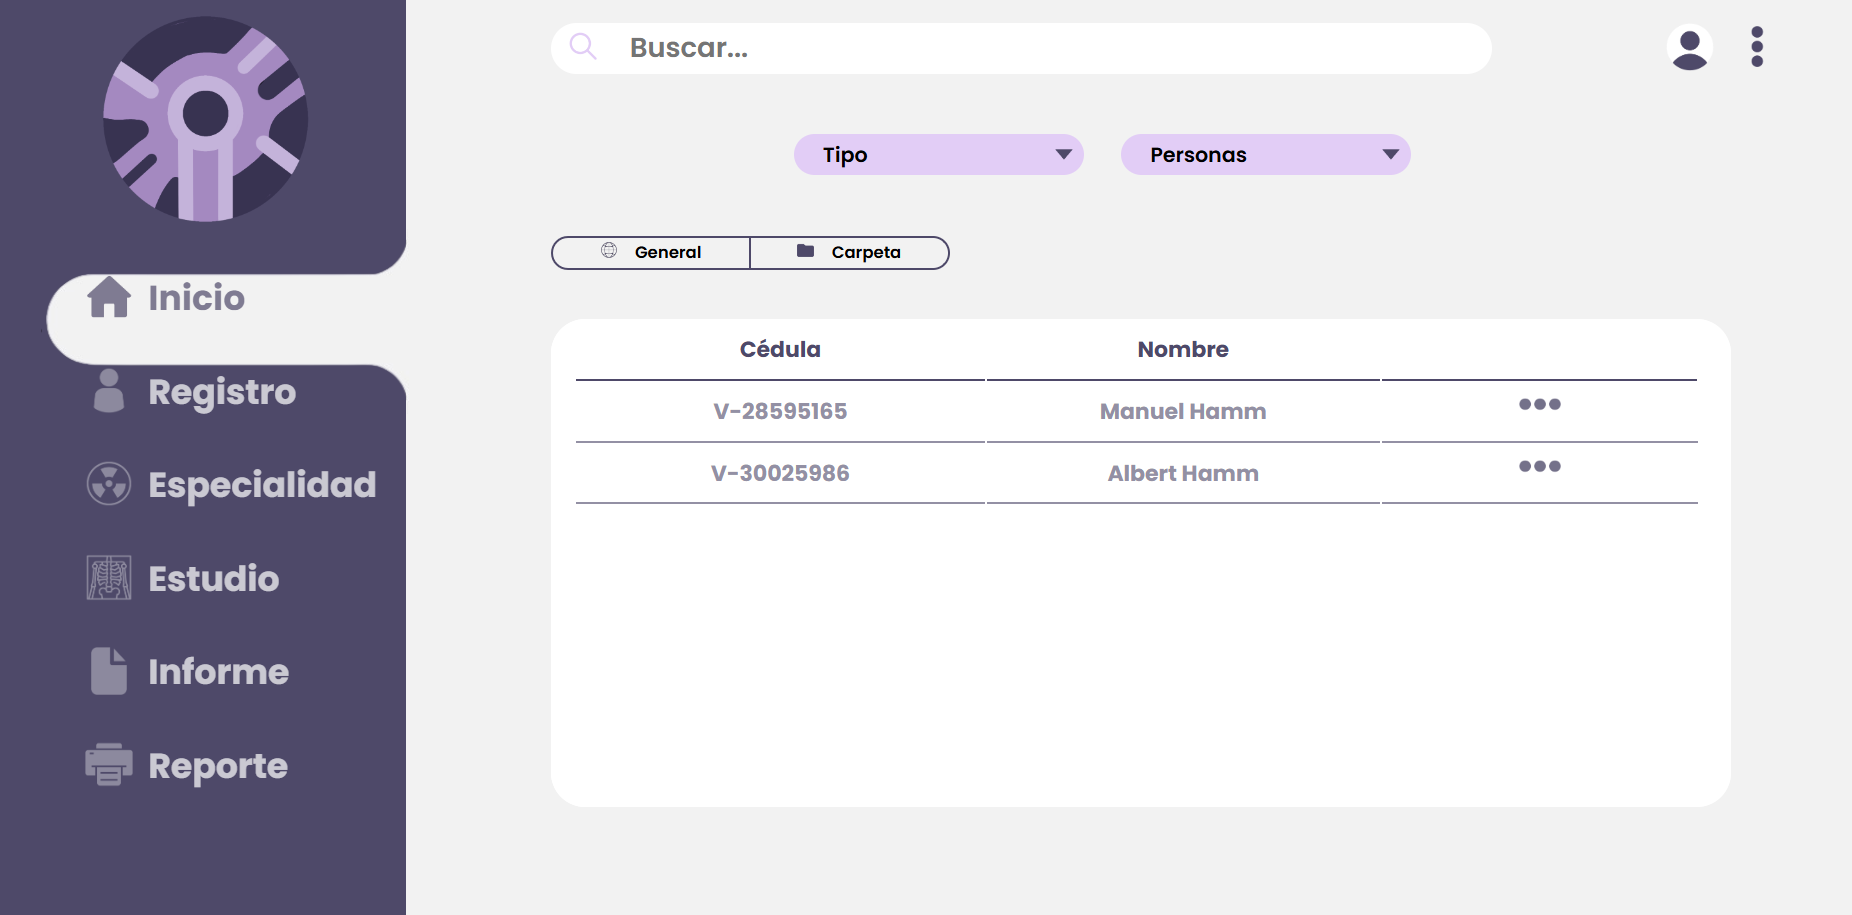 Buscar...
Tipo Personas
General Carpeta
Inicio
Registro
Especialidad
Estudio
Informe
Reporte
Cédula Nombre
V-28595165 Manuel Hamm
V-30025986 Albert Hamm